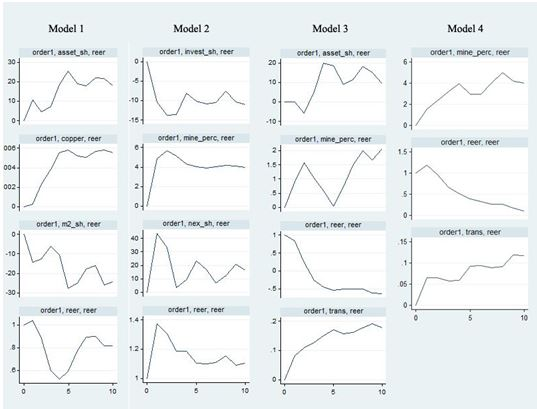 Model 1 Model 2 Model 3 Model 4
order1, asset_sh, reer
30
20
10
0
order1, invest_sh, reer
0
-5
-10
-15
order1, asset_sh, reer
20
10
0
-10
order1, mine_perc, reer
6
4
2
0
order1, copper, reer
006
004
002
0
order1, mine_perc, reer
6
4
2
0
order1, mine_perc, reer
2
1.5
1
.5
0
order1, reer, reer
1.5
1
.5
0
order1, m2_sh, reer
0
-10
-20
-30
order1, nex_sh, reer
40
30
20
10
0
order1, reer, reer
1
.5
0
-.5
order1, trans, reer
.15
.1
.05
0
0 5 10
order1, reer, reer
1
.8
.6
0 5 10
order1, reer, reer
1.4
1.2
1
0 5 10
order1, trans, reer
.2
.1
0
0 5 10